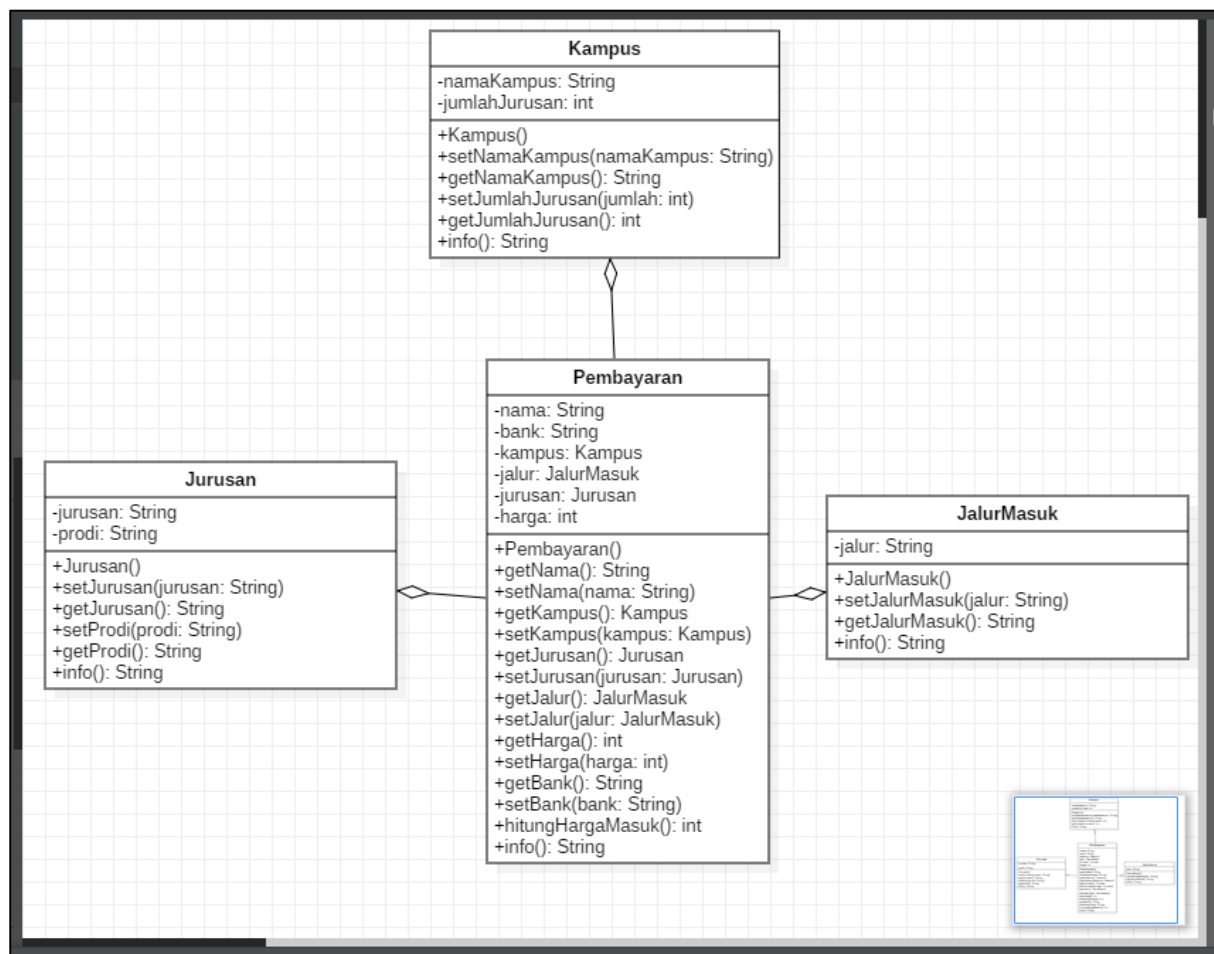 Kampus
-namaKampus: String
-jumlahJurusan: int
+Kampus()
+setNamaKampus(namaKampus: String)
+getNamaKampus(): String
+setJumlahJurusan(jumlah: int)
+getJumlahJurusan(): int
+info(): String
Jurusan
-jurusan: String
-prodi: String
+Jurusan()
+setJurusan(jurusan: String)
+getJurusan(): String
+setProdi(prodi: String)
+getProdi(): String
+info(): String
Pembayaran
-nama: String
-bank: String
-kampus: Kampus
-jalur: JalurMasuk
-jurusan: Jurusan
-harga: int
+Pembayaran()
+getNama(): String
+setNama(nama: String)
+getKampus(): Kampus
+setKampus(kampus: Kampus)
+getJurusan(): Jurusan
+setJurusan(jurusan: Jurusan)
+getJalur(): JalurMasuk
+setJalur(jalur: JalurMasuk)
+getHarga(): int
+setHarga(harga: int)
+getBank(): String
+setBank(bank: String)
+hitungHargaMasuk(): int
+info(): String
JalurMasuk
-jalur: String
+JalurMasuk()
+setJalurMasuk(jalur: String)
+getJalurMasuk(): String
+info(): String